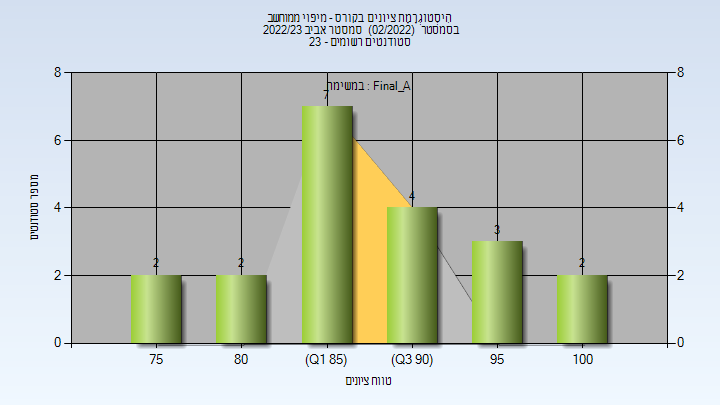 היסטוגרמת ציונים בקורס - מיפוי ממוחשב
בסמסטר (02/2022) סמסטר אביב 2022/23
סטודנטים רשומים - 23
במשימה : Final_A
מספר סטודנטים
8
6
4
2
0
8
6
4
2
0
2
2
7
4
3
2
75
80
(Q1 85)
(Q3 90)
95
100
טווח ציונים